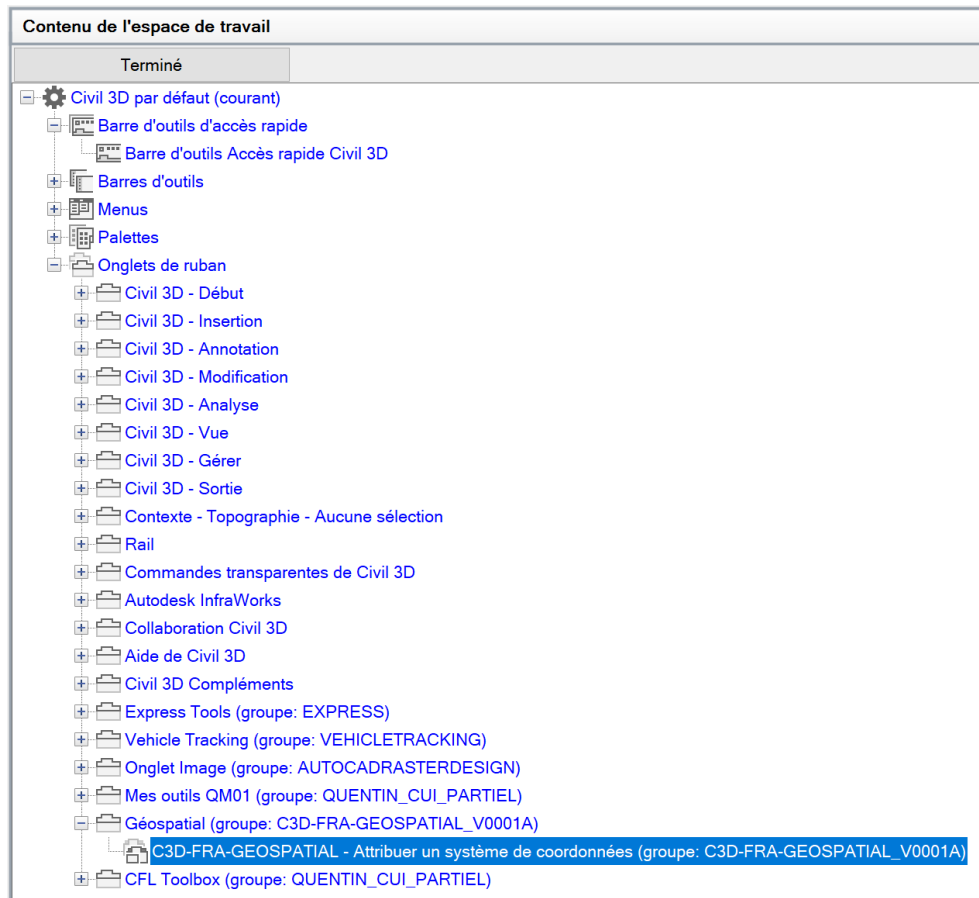 Contenu de l'espace de travail
Terminé
Civil 3D par défaut (courant)
Barre d'outils d'accès rapide
Barre d'outils Accès rapide Civil 3D
Barres d'outils
Menus
Palettes
Onglets de ruban
Civil 3D - Début
Civil 3D - Insertion
Civil 3D - Annotation
Civil 3D - Modification
Civil 3D - Analyse
Civil 3D - Vue
Civil 3D - Gérer
Civil 3D - Sortie
Contexte - Topographie - Aucune sélection
Rail
Commandes transparentes de Civil 3D
Autodesk InfraWorks
Collaboration Civil 3D
Aide de Civil 3D
Civil 3D Compléments
Express Tools (groupe: EXPRESS)
Vehicle Tracking (groupe: VEHICLETRACKING)
Onglet Image (groupe: AUTOCADRASTERDESIGN)
Mes outils QM01 (groupe: QUENTIN_CUI_PARTIEL)
Géospatial (groupe: C3D-FRA-GEOSPATIAL_V0001A)
C3D-FRA-GEOSPATIAL - Attribuer un système de coordonnées (groupe: C3D-FRA-GEOSPATIAL_V0001A)
CFL Toolbox (groupe: QUENTIN_CUI_PARTIEL)